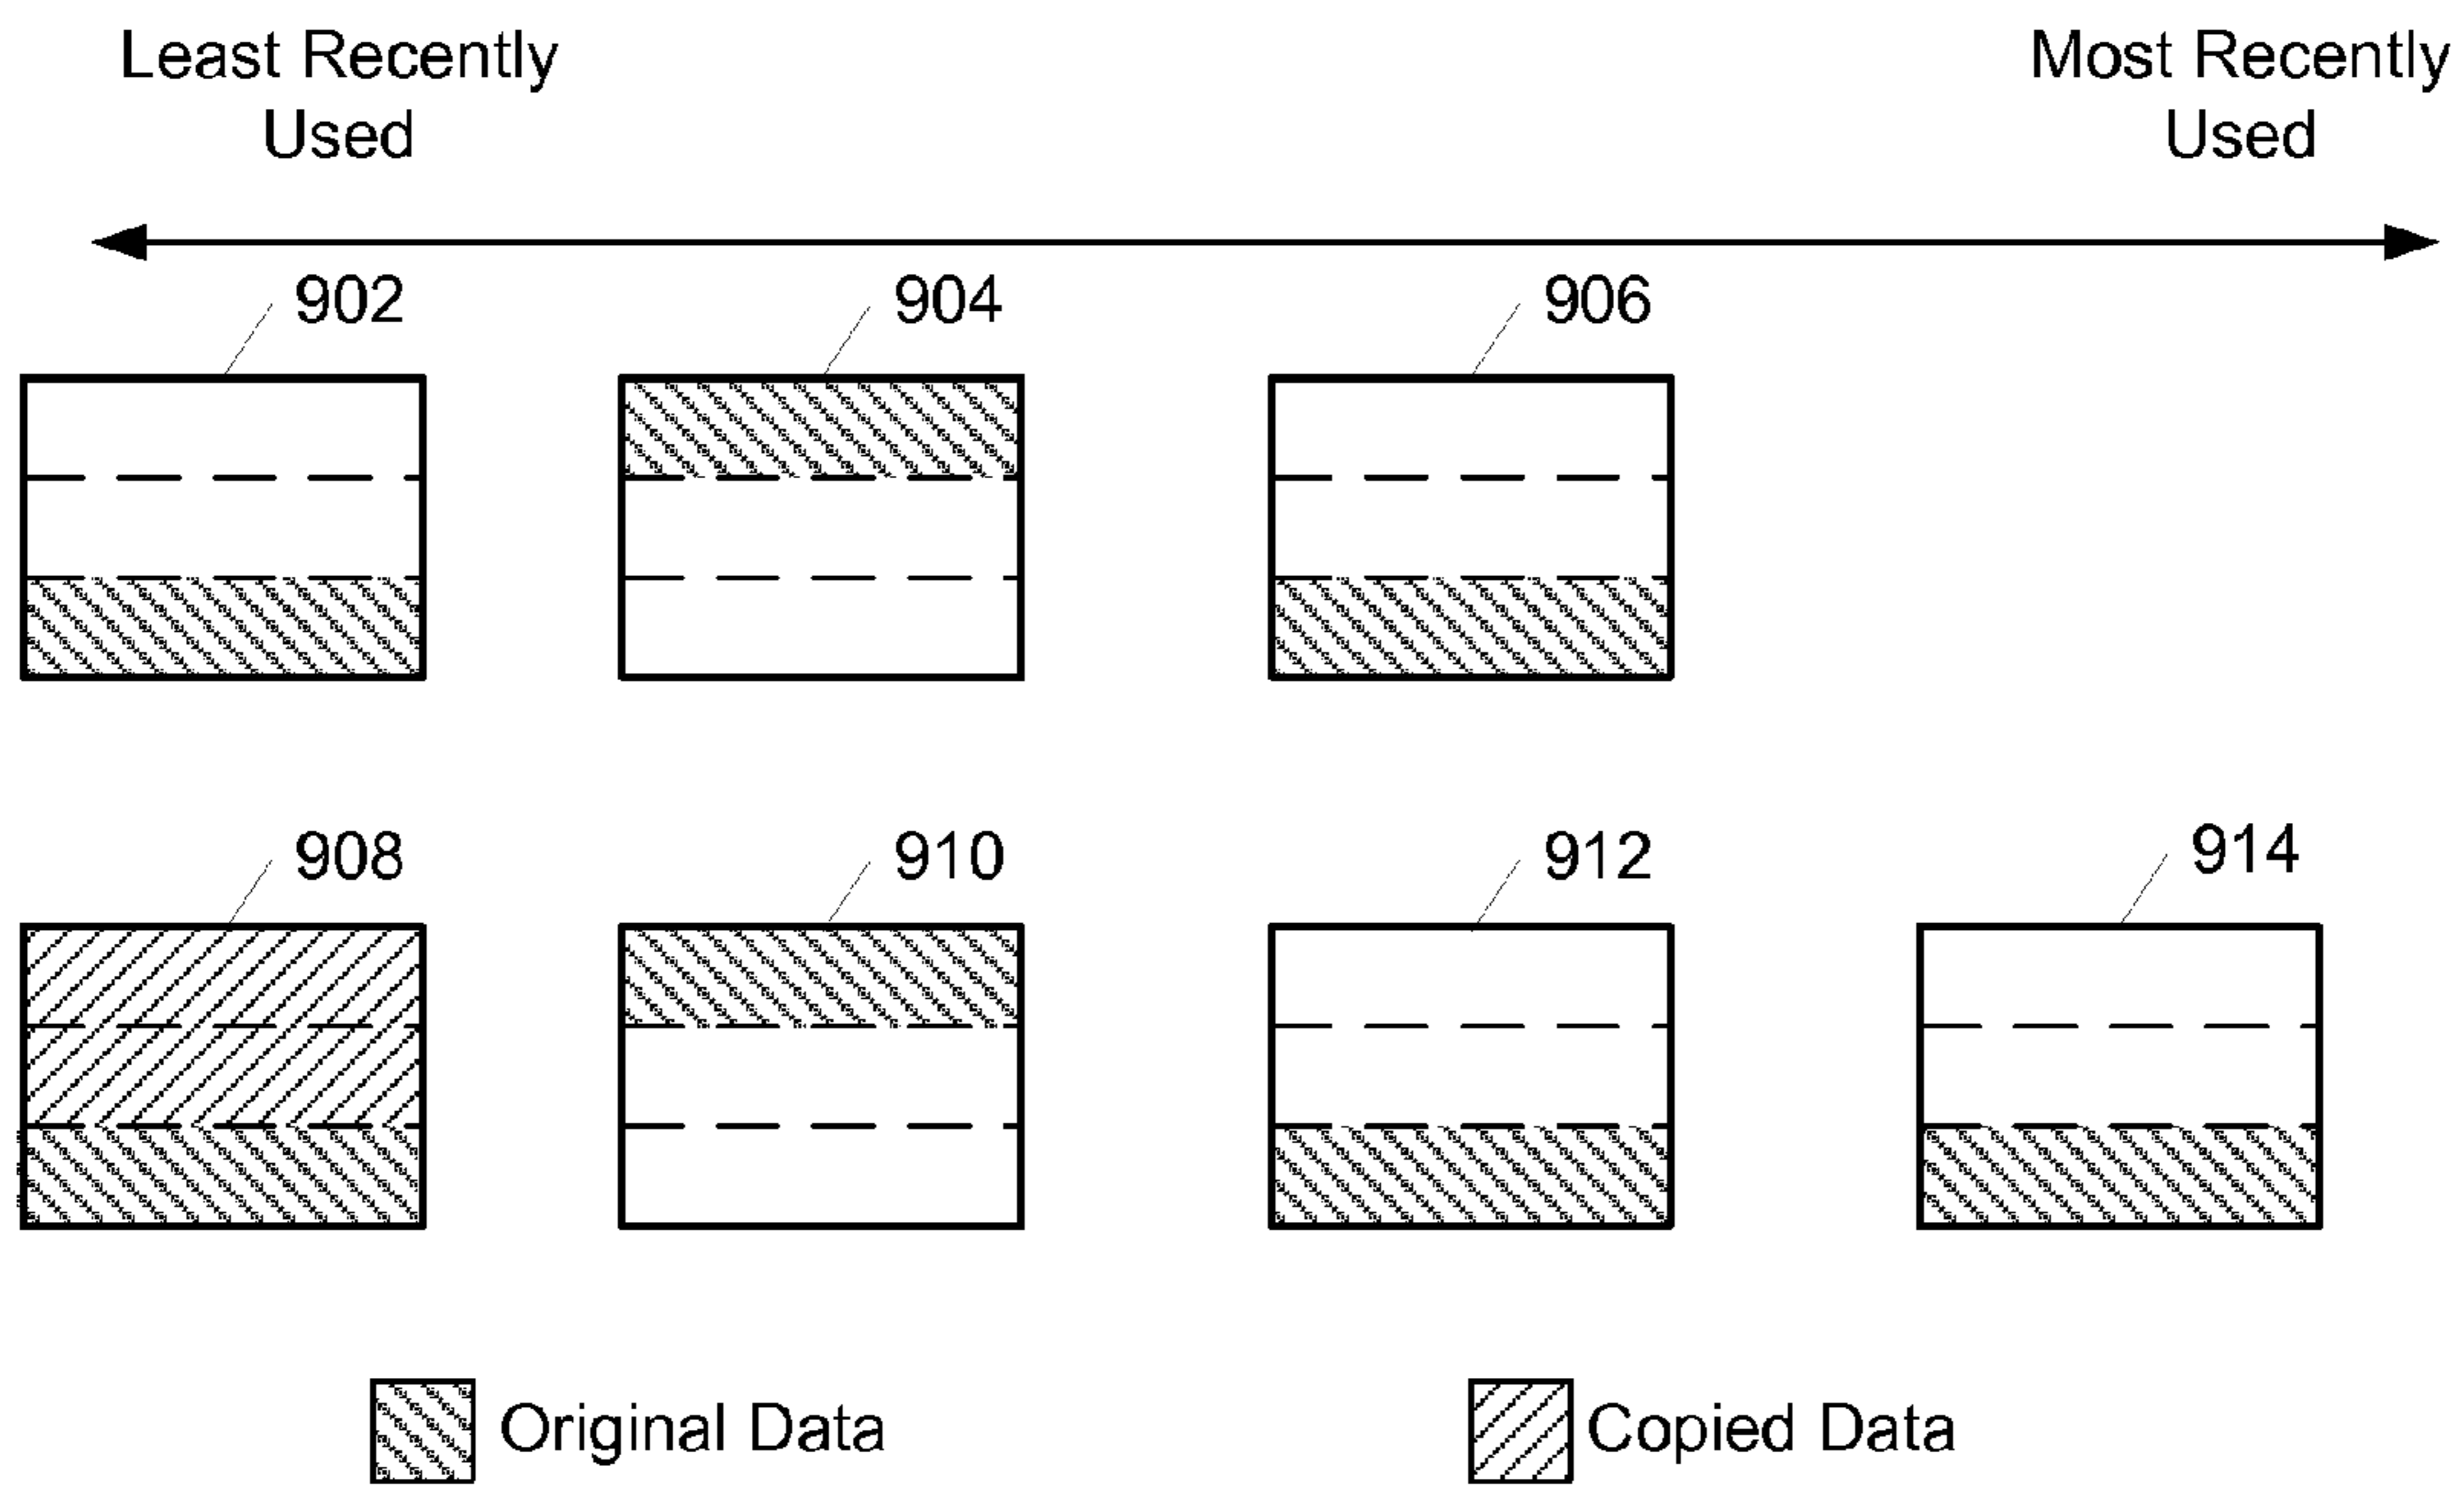 Least Recently
Used
Most Recently
Used
902
904
906
908
910
912
914
Original Data
Copied Data